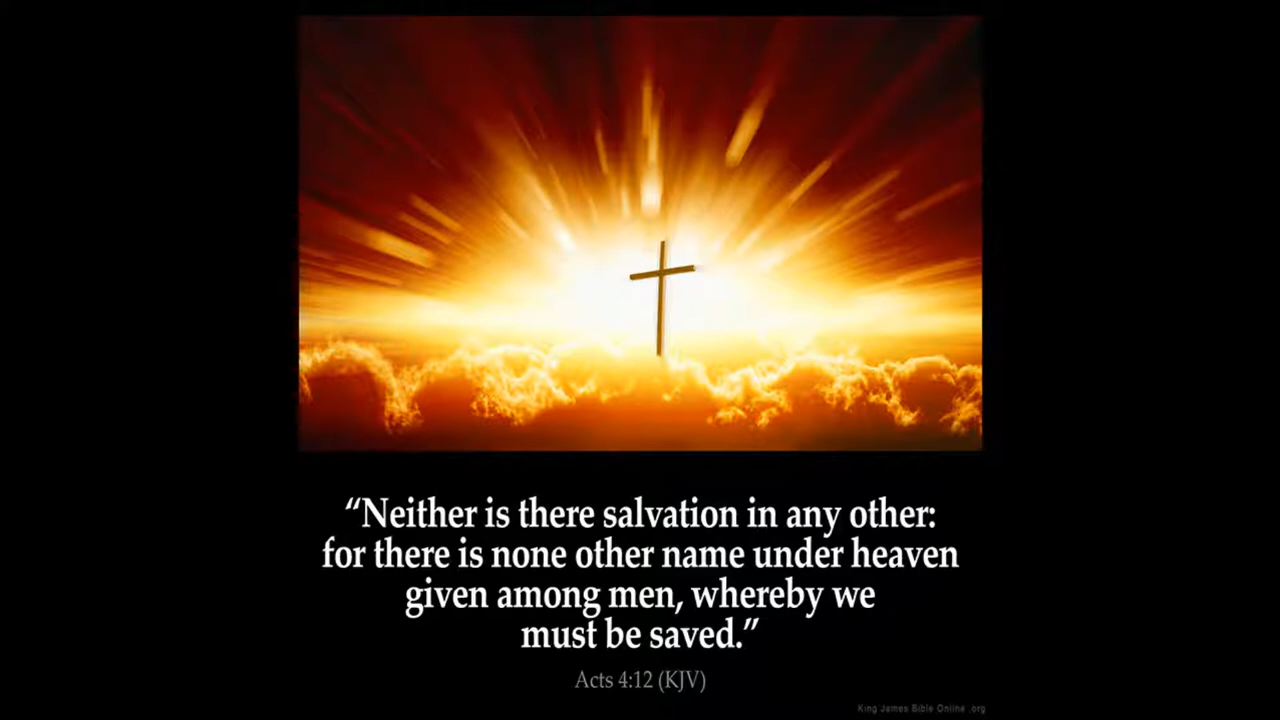 “Neither is there salvation in any other:
for there is none other name under heaven
given among men, whereby we
must be saved.”
Acts 4:12 (KJV)
King James Bible Online .org